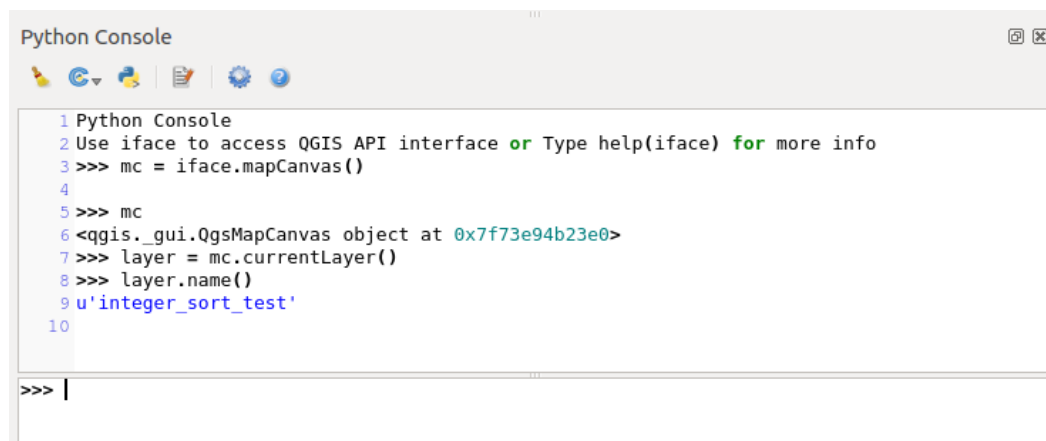 Python Console
1 Python Console
2 Use iface to access QGIS API interface or Type help(iface) for more info
3 >>> mc = iface.mapCanvas()
4
5 >>> mc
6 <qgis._gui.QgsMapCanvas object at 0x7f73e94b23e0>
7 >>> layer = mc.currentLayer()
8 >>> layer.name()
9 u'integer_sort_test'
10
>>>